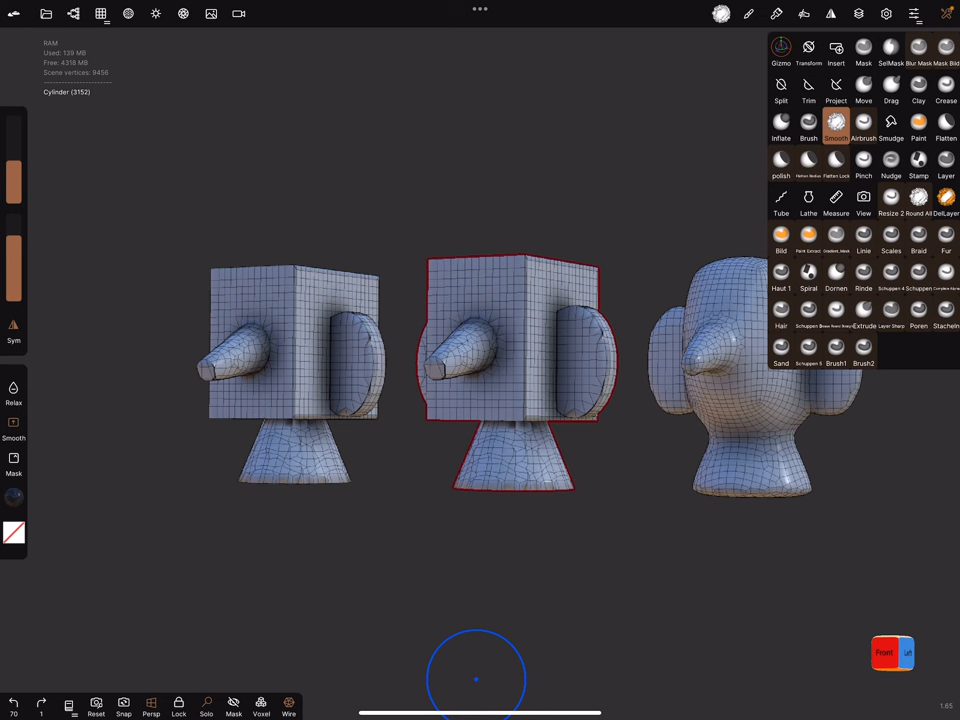 RAM
Used: 139 MB
Free: 4318 MB
Scene vertices: 9456
Cylinder (3152)
Gizmo Transform Insert Mask SelMask Blur Mask Mask Bild
Split Trim Project Move Drag Clay Crease
Inflate Brush Smooth Airbrush Smudge Paint Flatten
polish Flatten Lock Pinch Nudge Stamp Layer
Tube Lathe Measure View Resize 2 Round All DelLayer
Bild Paint Extract Gradient_Mask Linie Scales Braid Fur
Haut 1 Spiral Dornen Rinde Schuppen 4 Schuppen
Hair Schuppen Extrude Layer Sharp Poren Stacheln
Sand Schuppen 5 Brush1 Brush2
Sym
Relax
Smooth
Mask
Front Left
70 1 Reset Snap Persp Lock Solo Mask Voxel Wire
1.65